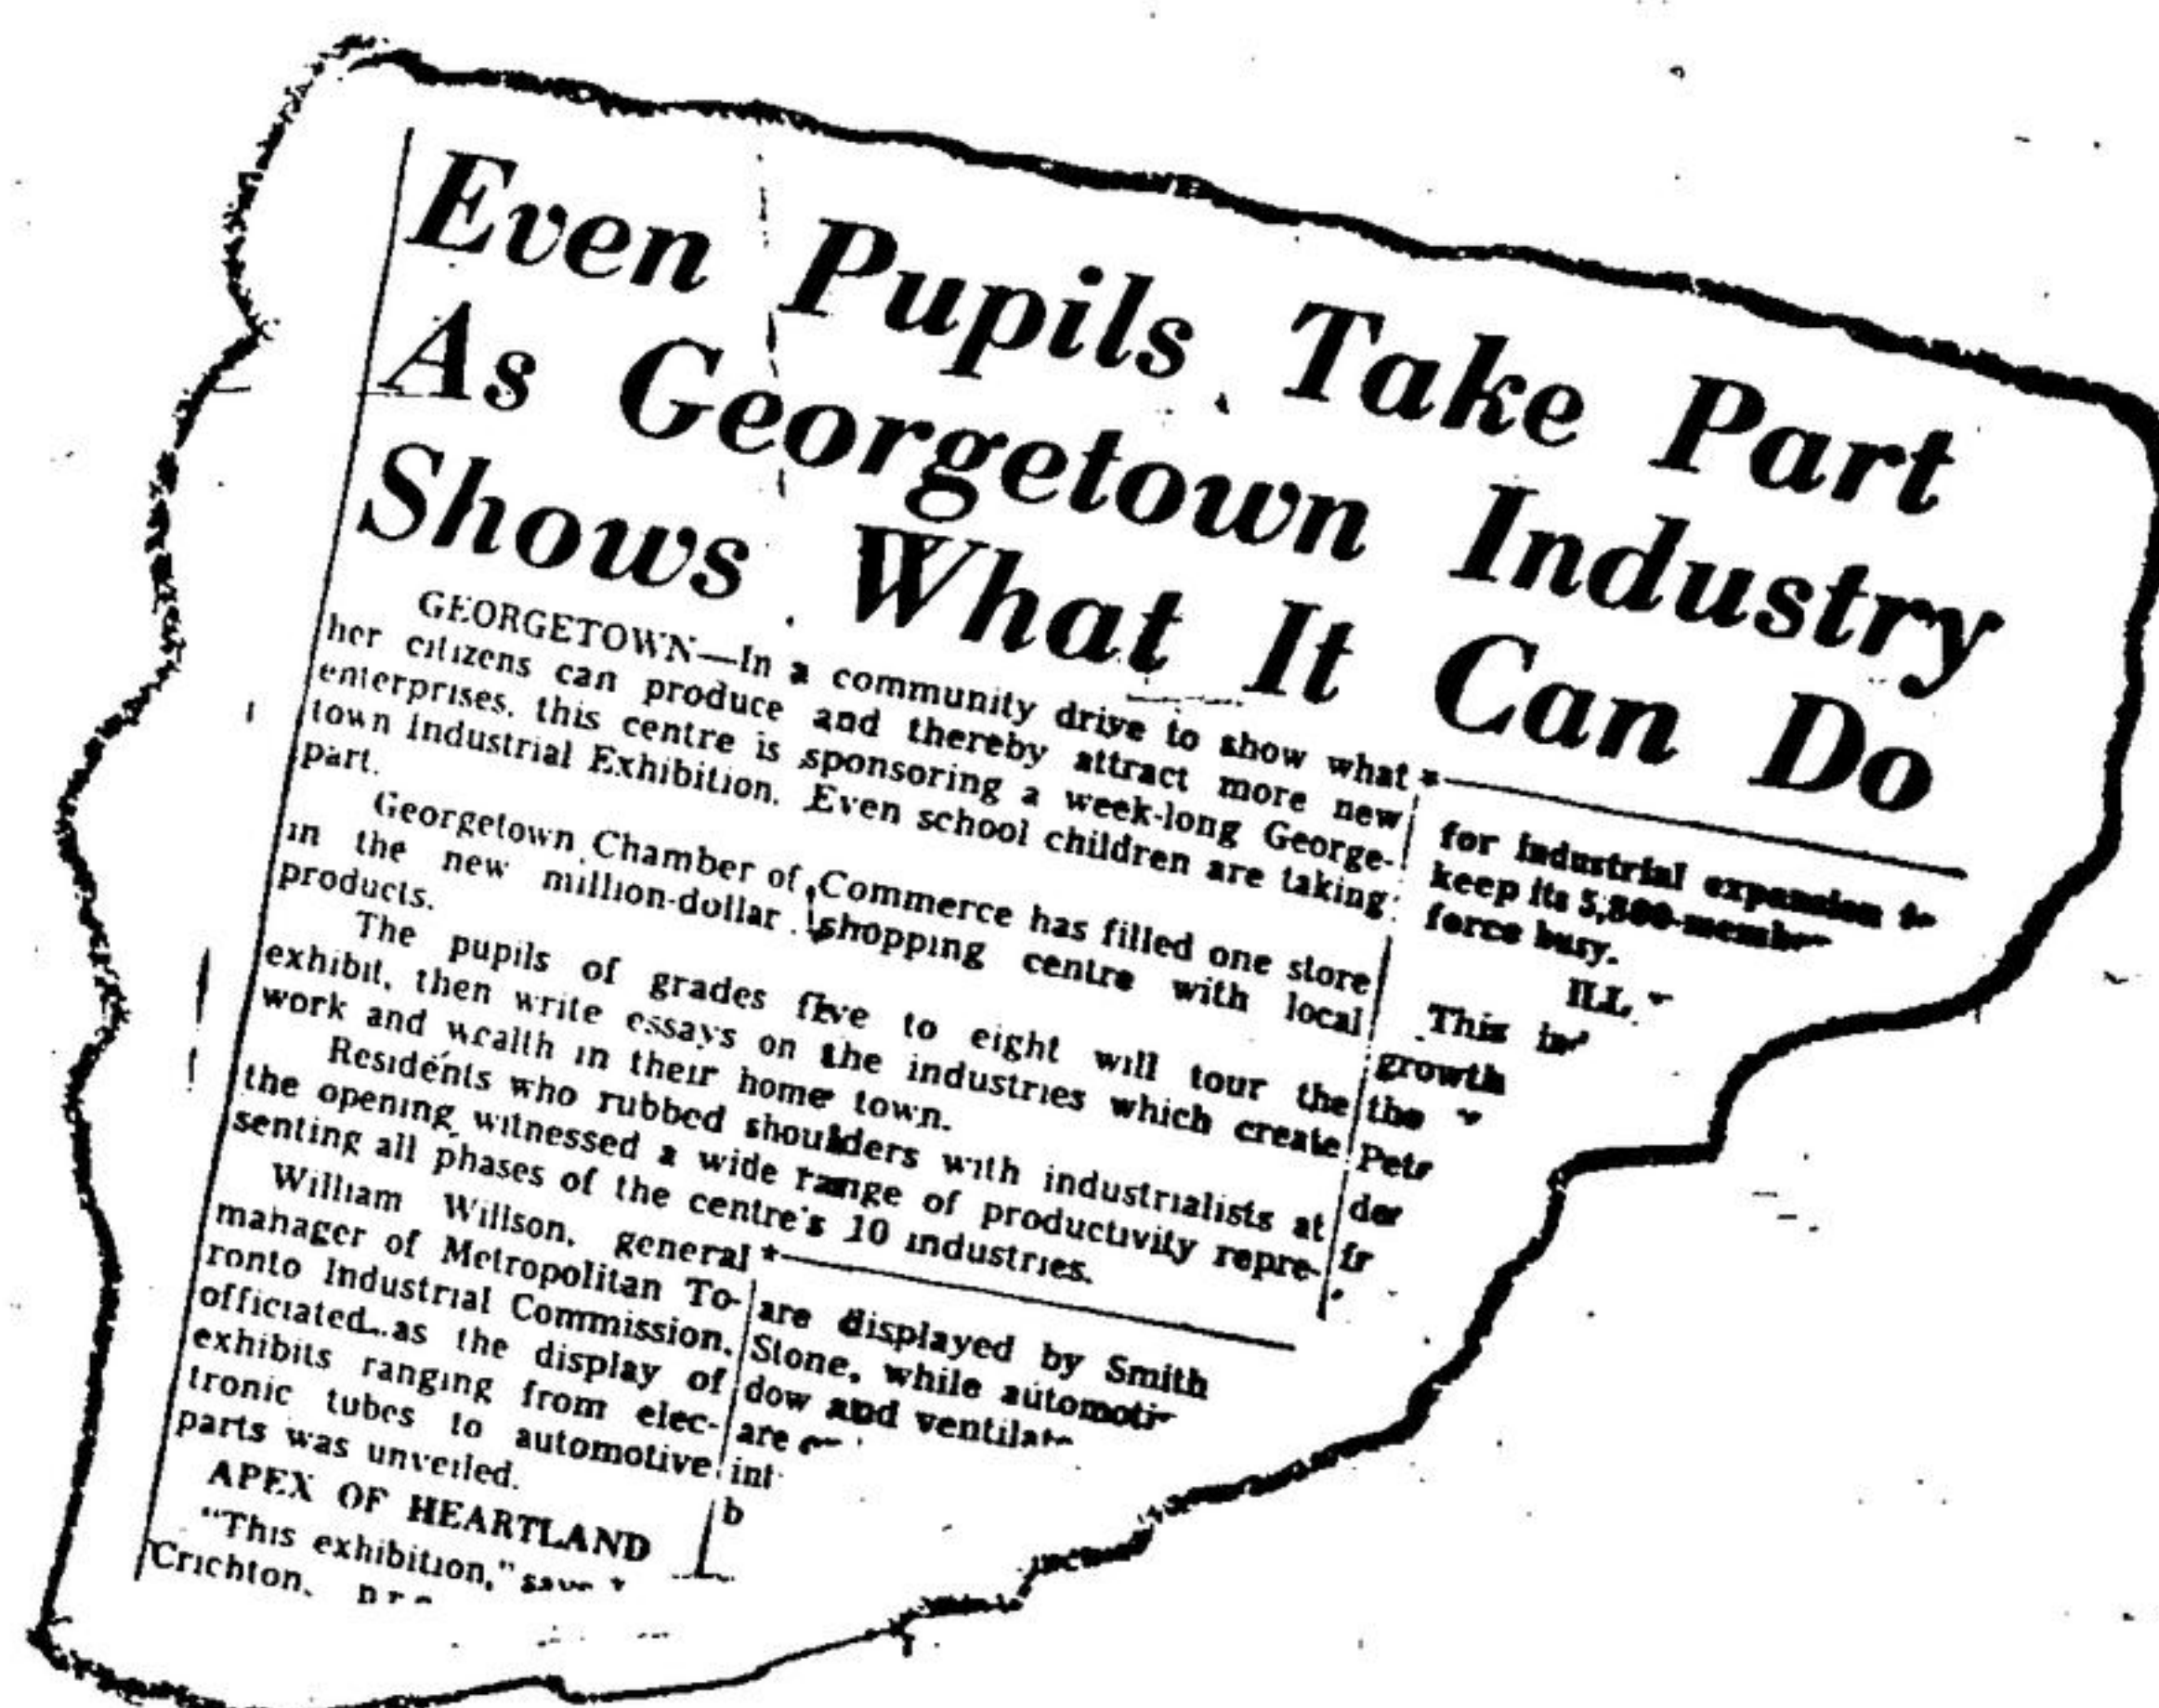 Even Pupils Take Part
As Georgetown Industry
Shows What It Can Do
GEORGETOWN—In a community drive to show what
her citizens can produce and thereby attract more new
enterprises, this centre is sponsoring a week-long George-
town Industrial Exhibition. Even school children are taking
part.
Georgetown Chamber of Commerce has filled one store
in the new million-dollar shopping centre with local
products.
The pupils of grades five to eight will tour the
exhibit, then write essays on the industries which create
work and wealth in their home town.
Residents who rubbed shoulders with industrialists at
the opening witnessed a wide range of productivity repre-
senting all phases of the centre's 10 industries.
William Willson, general
manager of Metropolitan To-
ronto Industrial Commission,
officiated as the display of
exhibits ranging from elec-
tronic tubes to automotive
parts was unveiled.
APEX OF HEARTLAND
"This exhibition,"
Crichton,
are displayed by Smith
Stone, while
dow and
are
int
b
for industrial expansion
keep its
force busy.
ILL
This
growth
the
Pet
de
fr